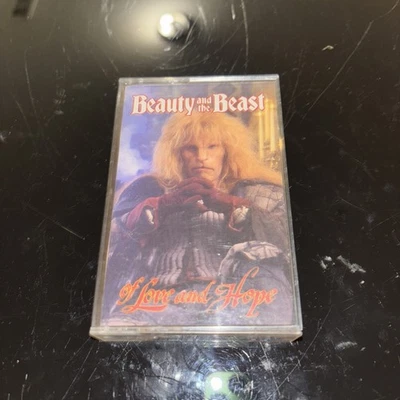 Beauty and the Beast
Of Love and Hope